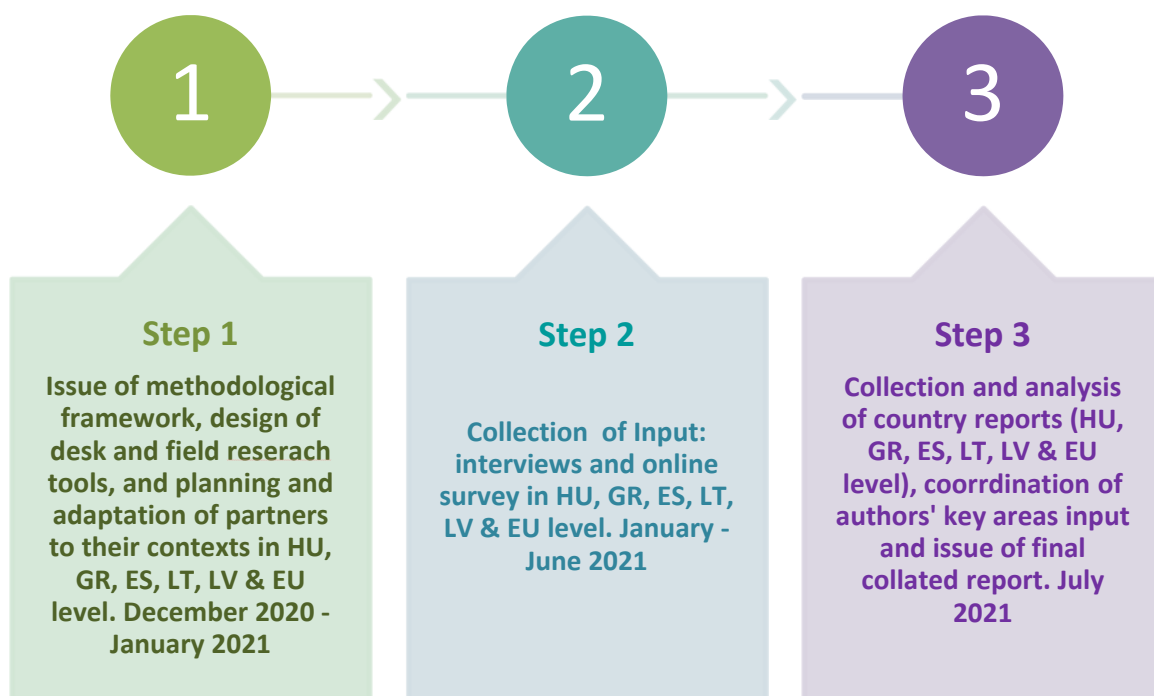 1
2
3
Step 1
Issue of methodological
framework, design of
desk and field reserach
tools, and planning and
adaptation of partners
to their contexts in HU,
GR, ES, LT, LV & EU
level. December 2020 -
January 2021
Step 2
Collection of Input:
interviews and online
survey in HU, GR, ES, LT,
LV & EU level. January -
June 2021
Step 3
Collection and analysis
of country reports (HU,
GR, ES, LT, LV & EU
level), coorrdination of
authors' key areas input
and issue of final
collated report. July
2021